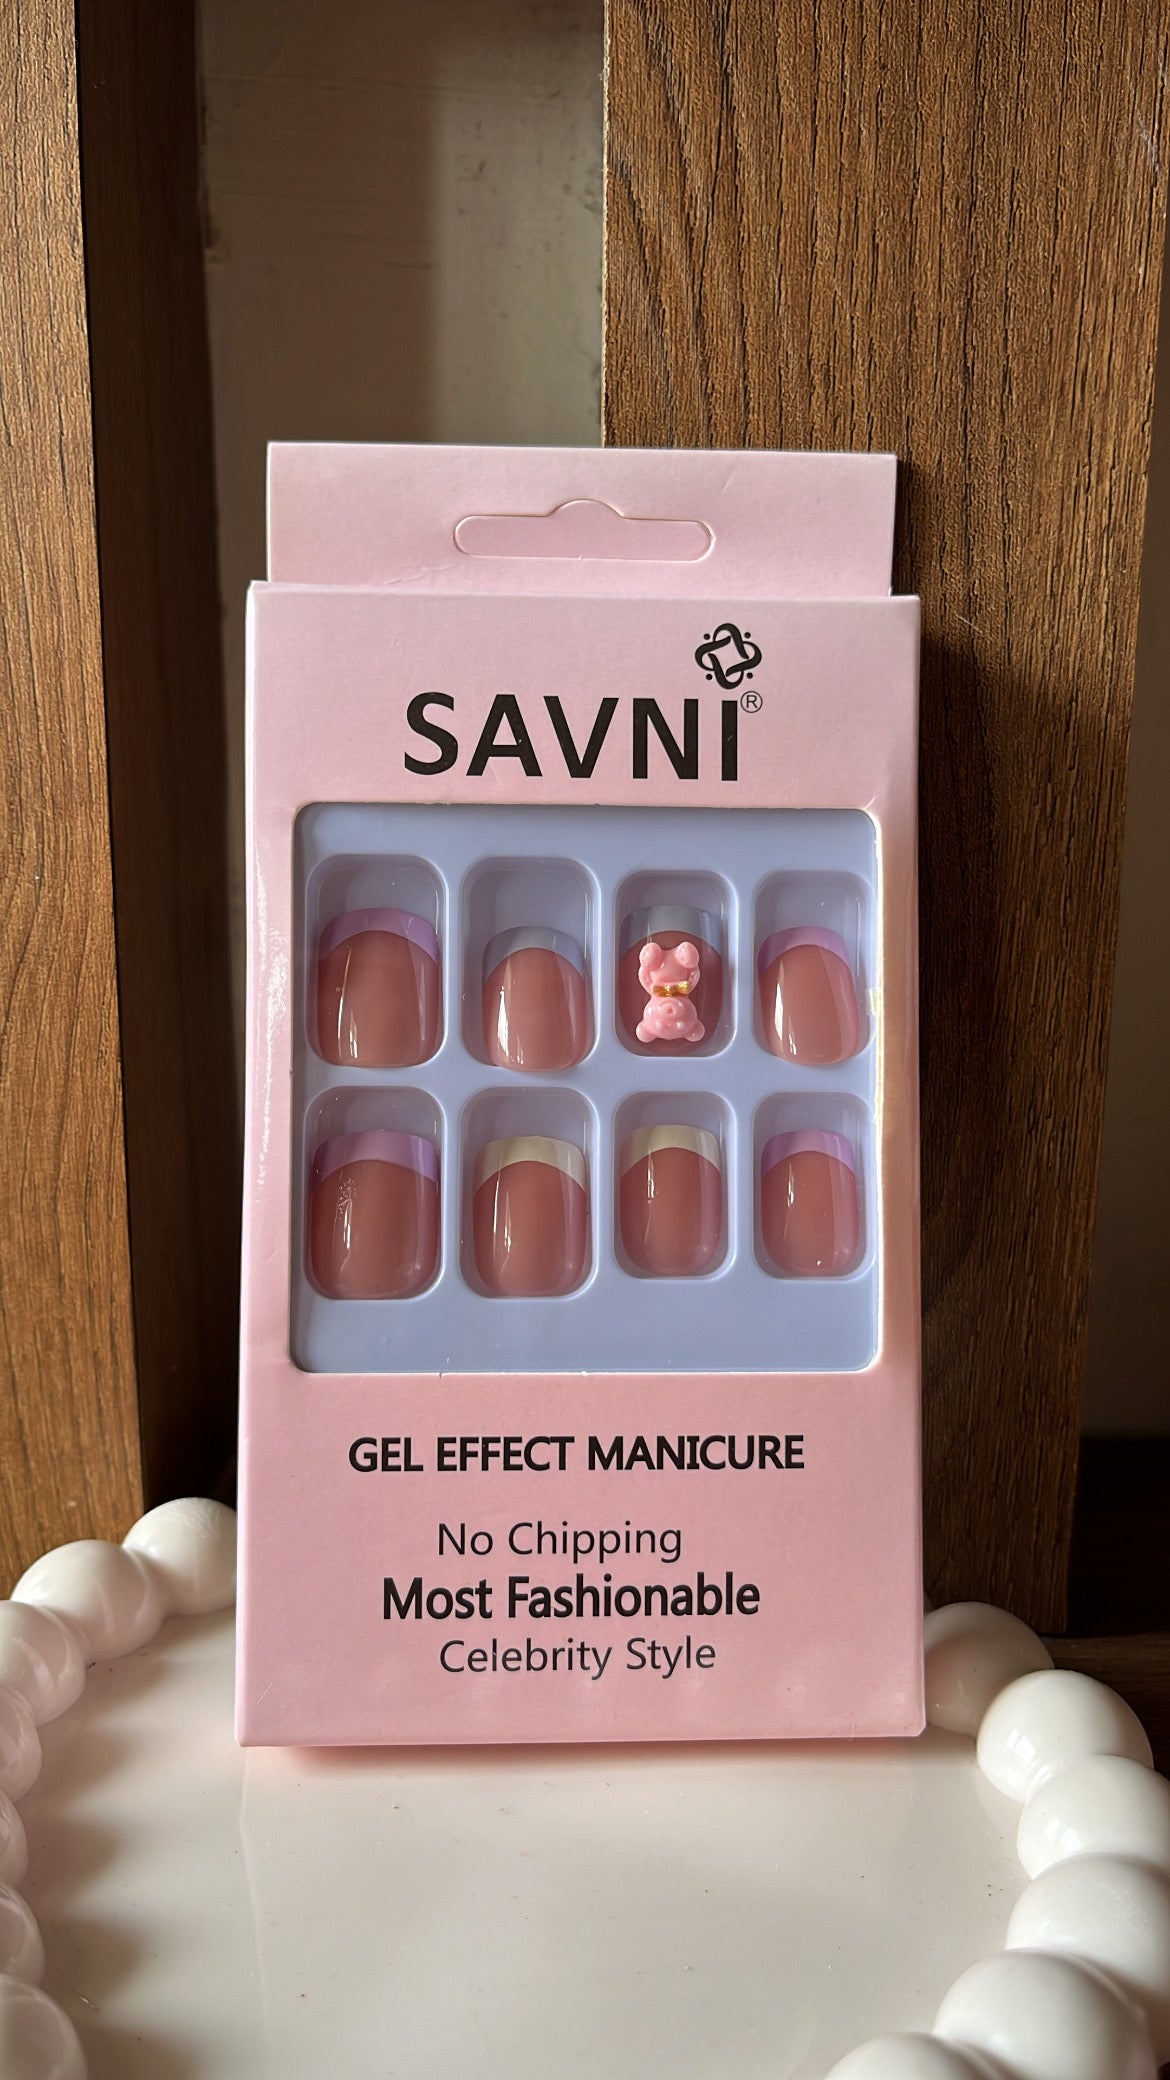 SAVNI®
GEL EFFECT MANICURE
No Chipping
Most Fashionable
Celebrity Style